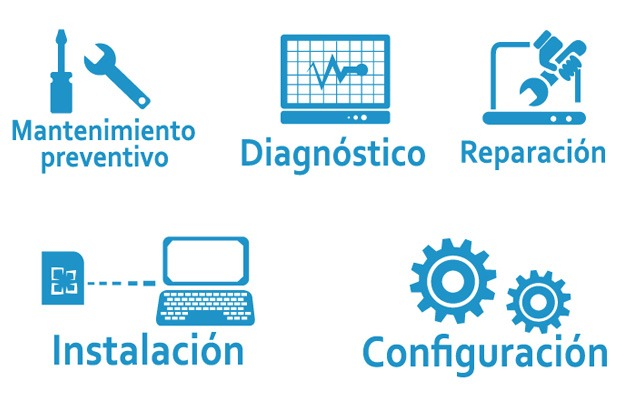 Mantenimiento
preventivo
Diagnóstico
Reparación
Instalación
Configuración